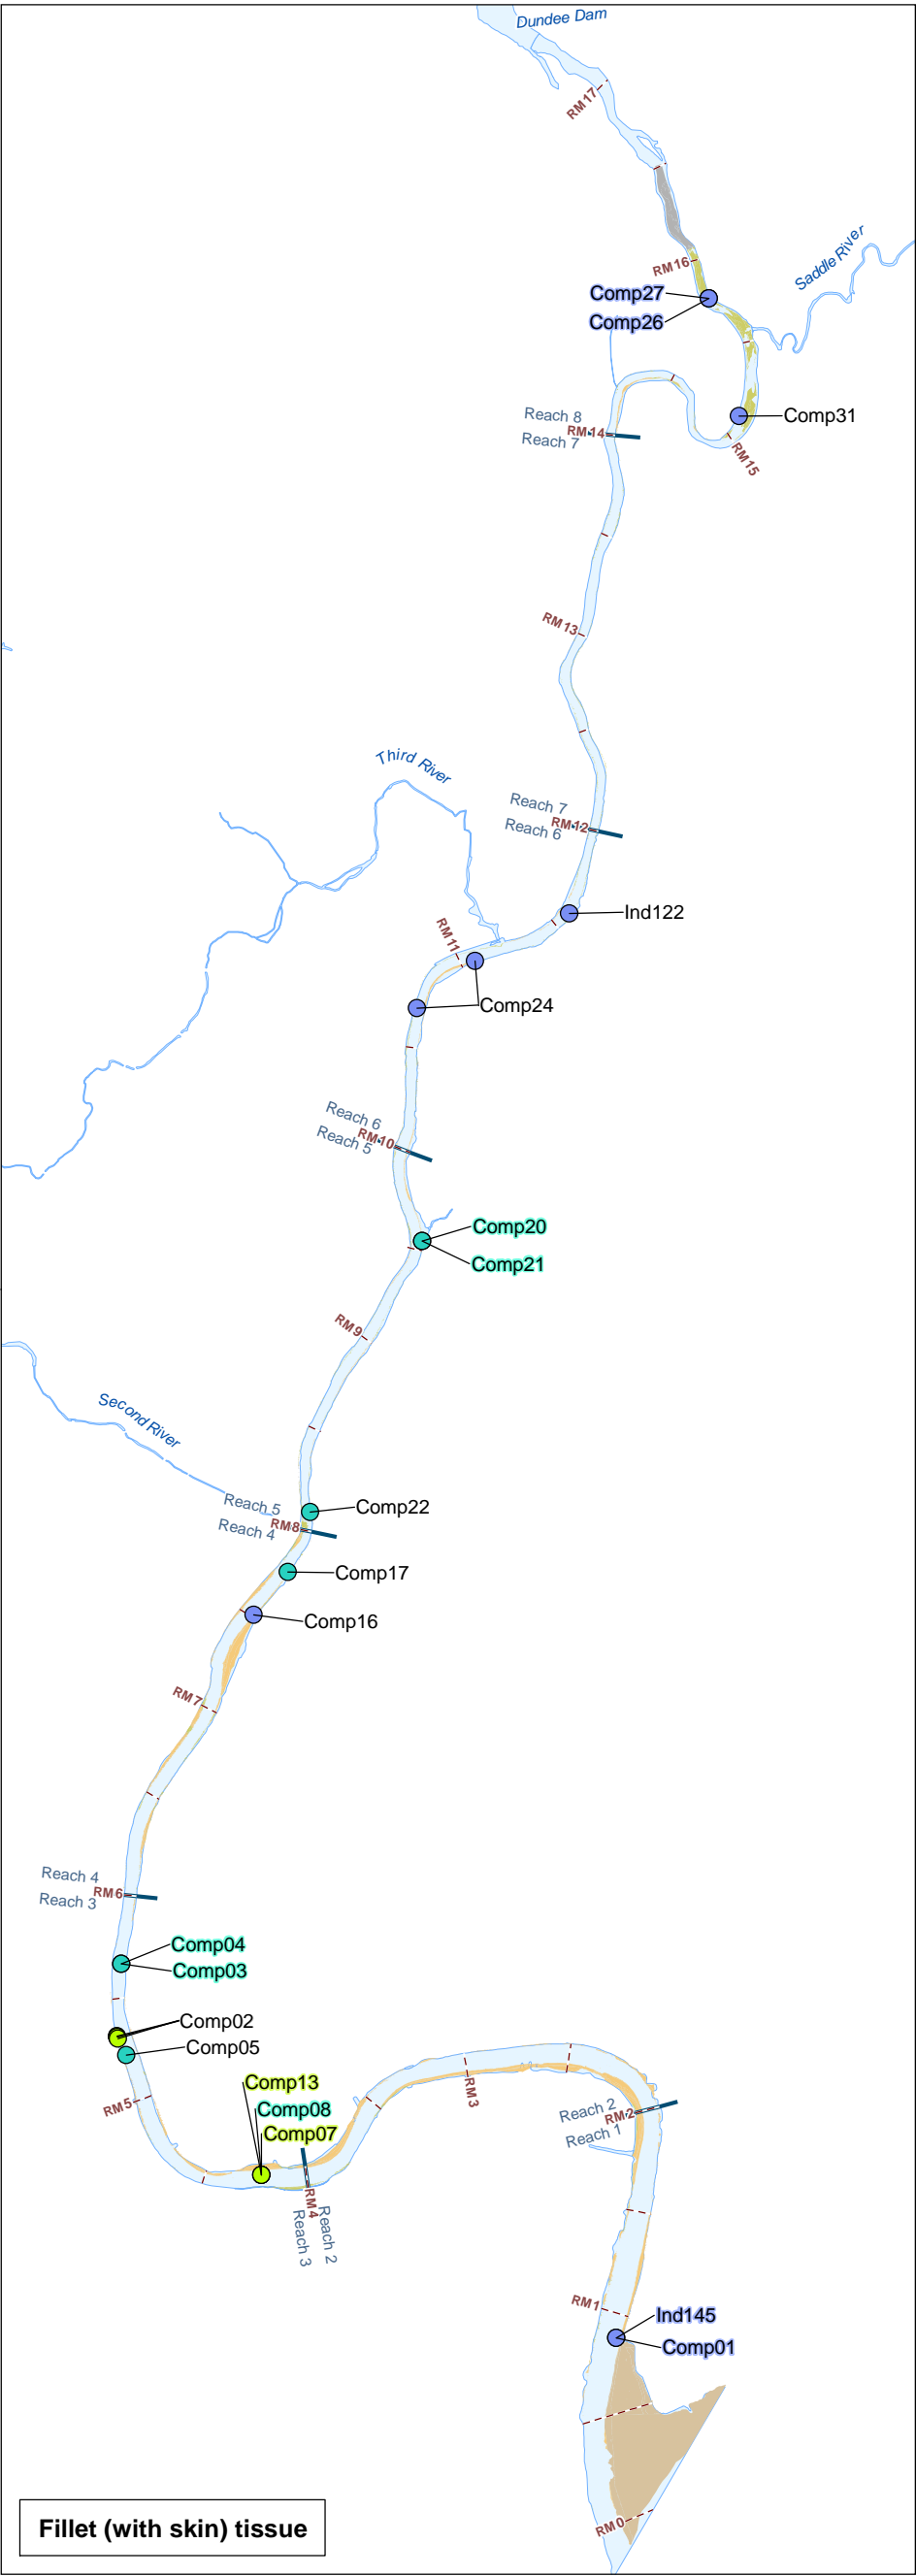 Dundee Dam
RM17
Saddle River
RM16
Comp27
Comp26
Comp31
Reach 8
RM14
Reach 7
RM15
RM13
Third River
Reach 7
RM12
Reach 6
Ind122
RM11
Comp24
Reach 6
RM10
Reach 5
Comp20
Comp21
RM9
Second River
Comp22
Reach 5
RM8
Reach 4
Comp17
Comp16
RM7
Reach 4
RM6
Reach 3
Comp04
Comp03
Comp02
Comp05
RM5
Comp13
Comp08
Comp07
RM3
Reach 2
RM2
Reach 1
RM4
Reach 2
Reach 3
RM1
Ind145
Comp01
RM0
Fillet (with skin) tissue